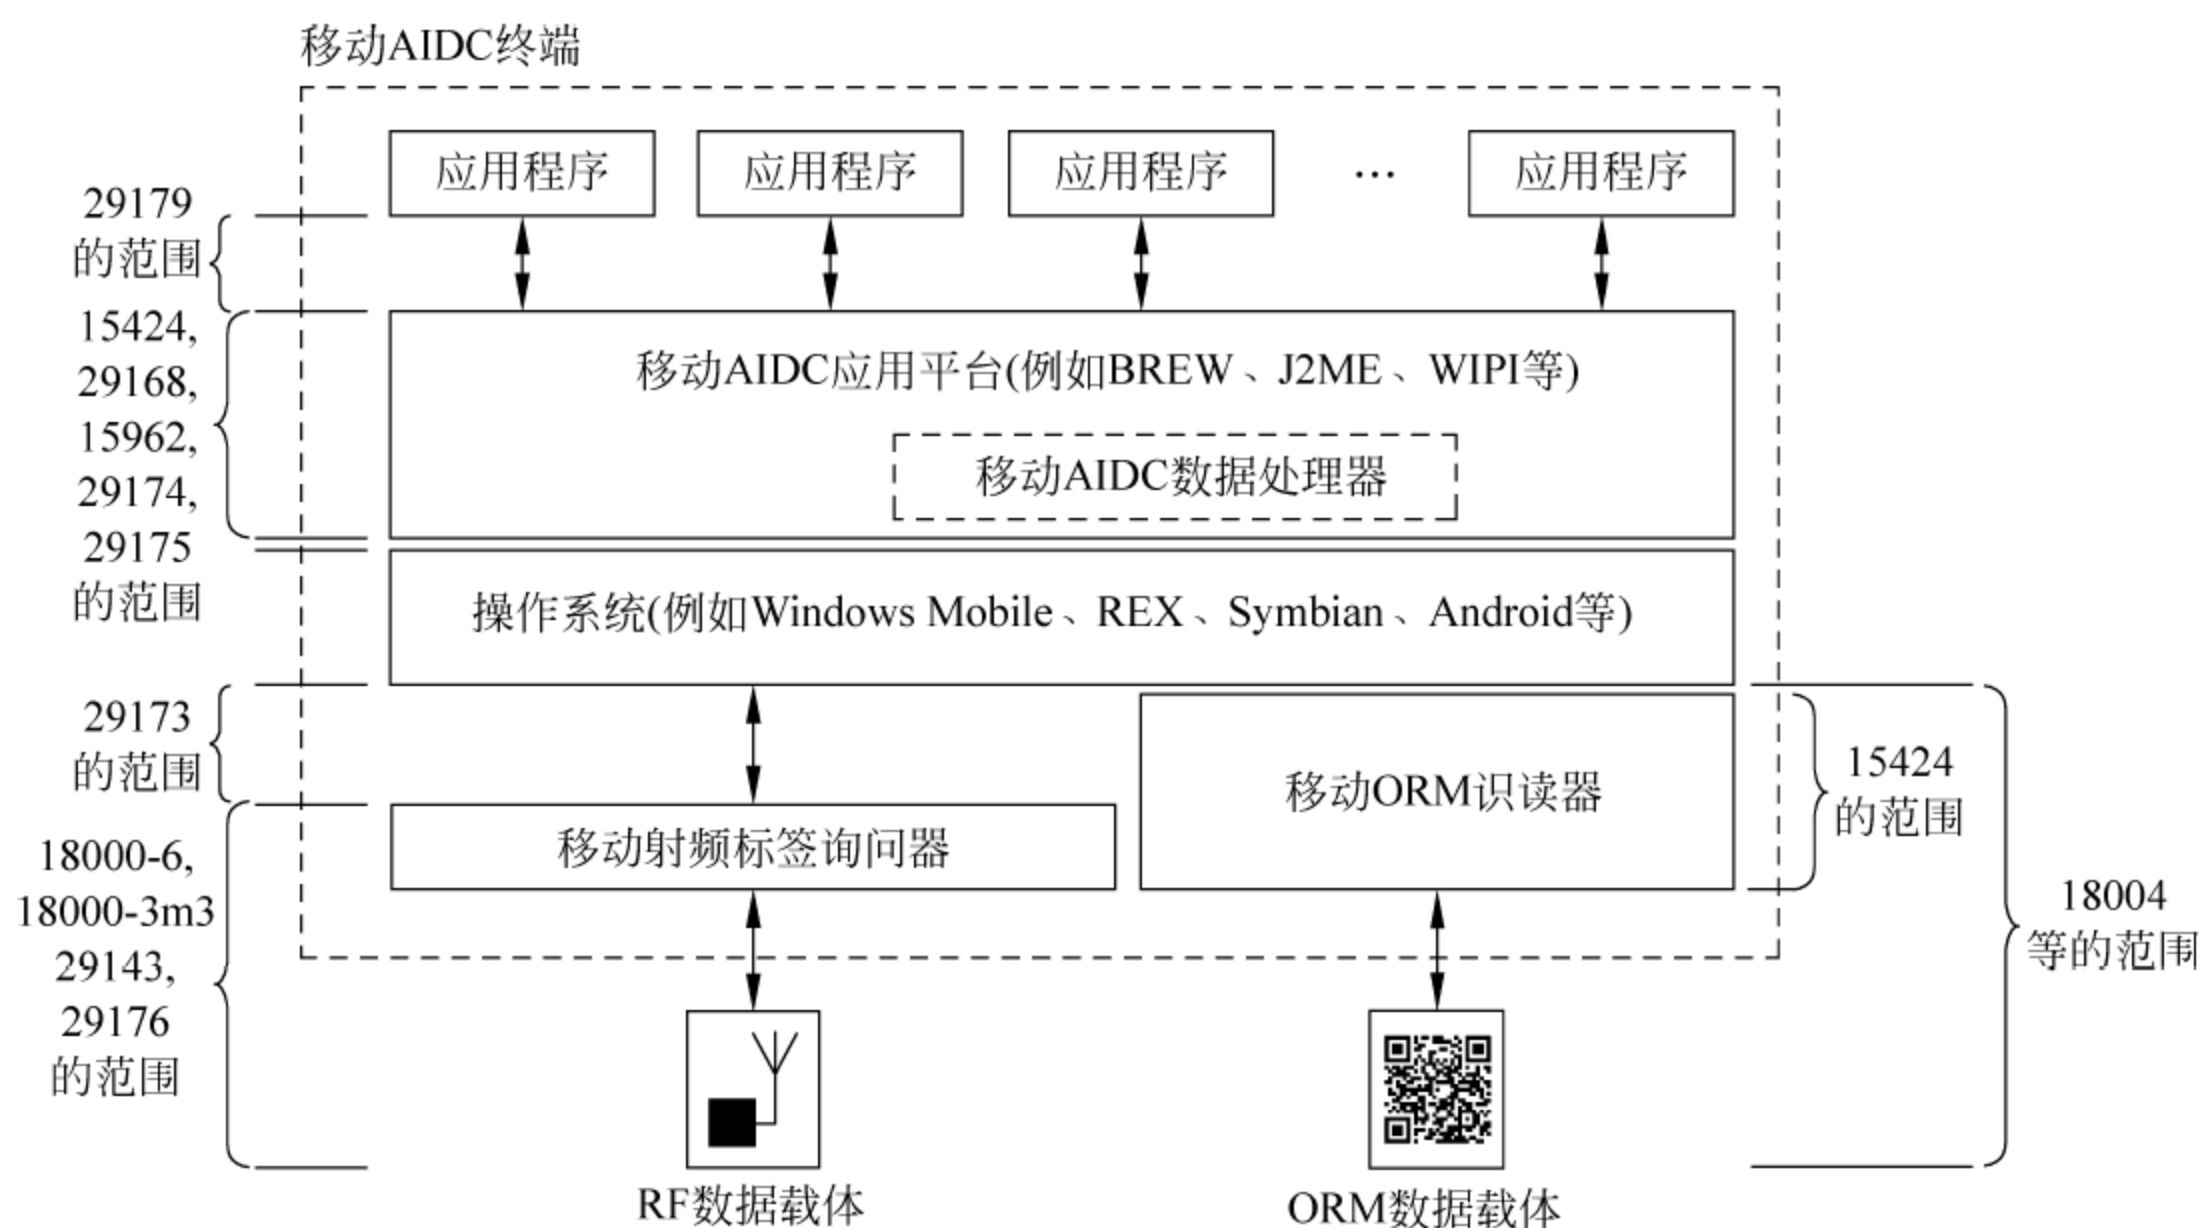 移动AIDC终端
应用程序
应用程序
应用程序
…
应用程序
29179
的范围
15424,
29168,
15962,
29174,
29175
的范围
移动AIDC应用平台(例如BREW、J2ME、WIPI等)
移动AIDC数据处理器
操作系统(例如Windows Mobile、REX、Symbian、Android等)
29173
的范围
移动ORM识读器
15424
的范围
移动射频标签询问器
18000-6,
18000-3m3
29143,
29176
的范围
18004
等的范围
RF数据载体
ORM数据载体